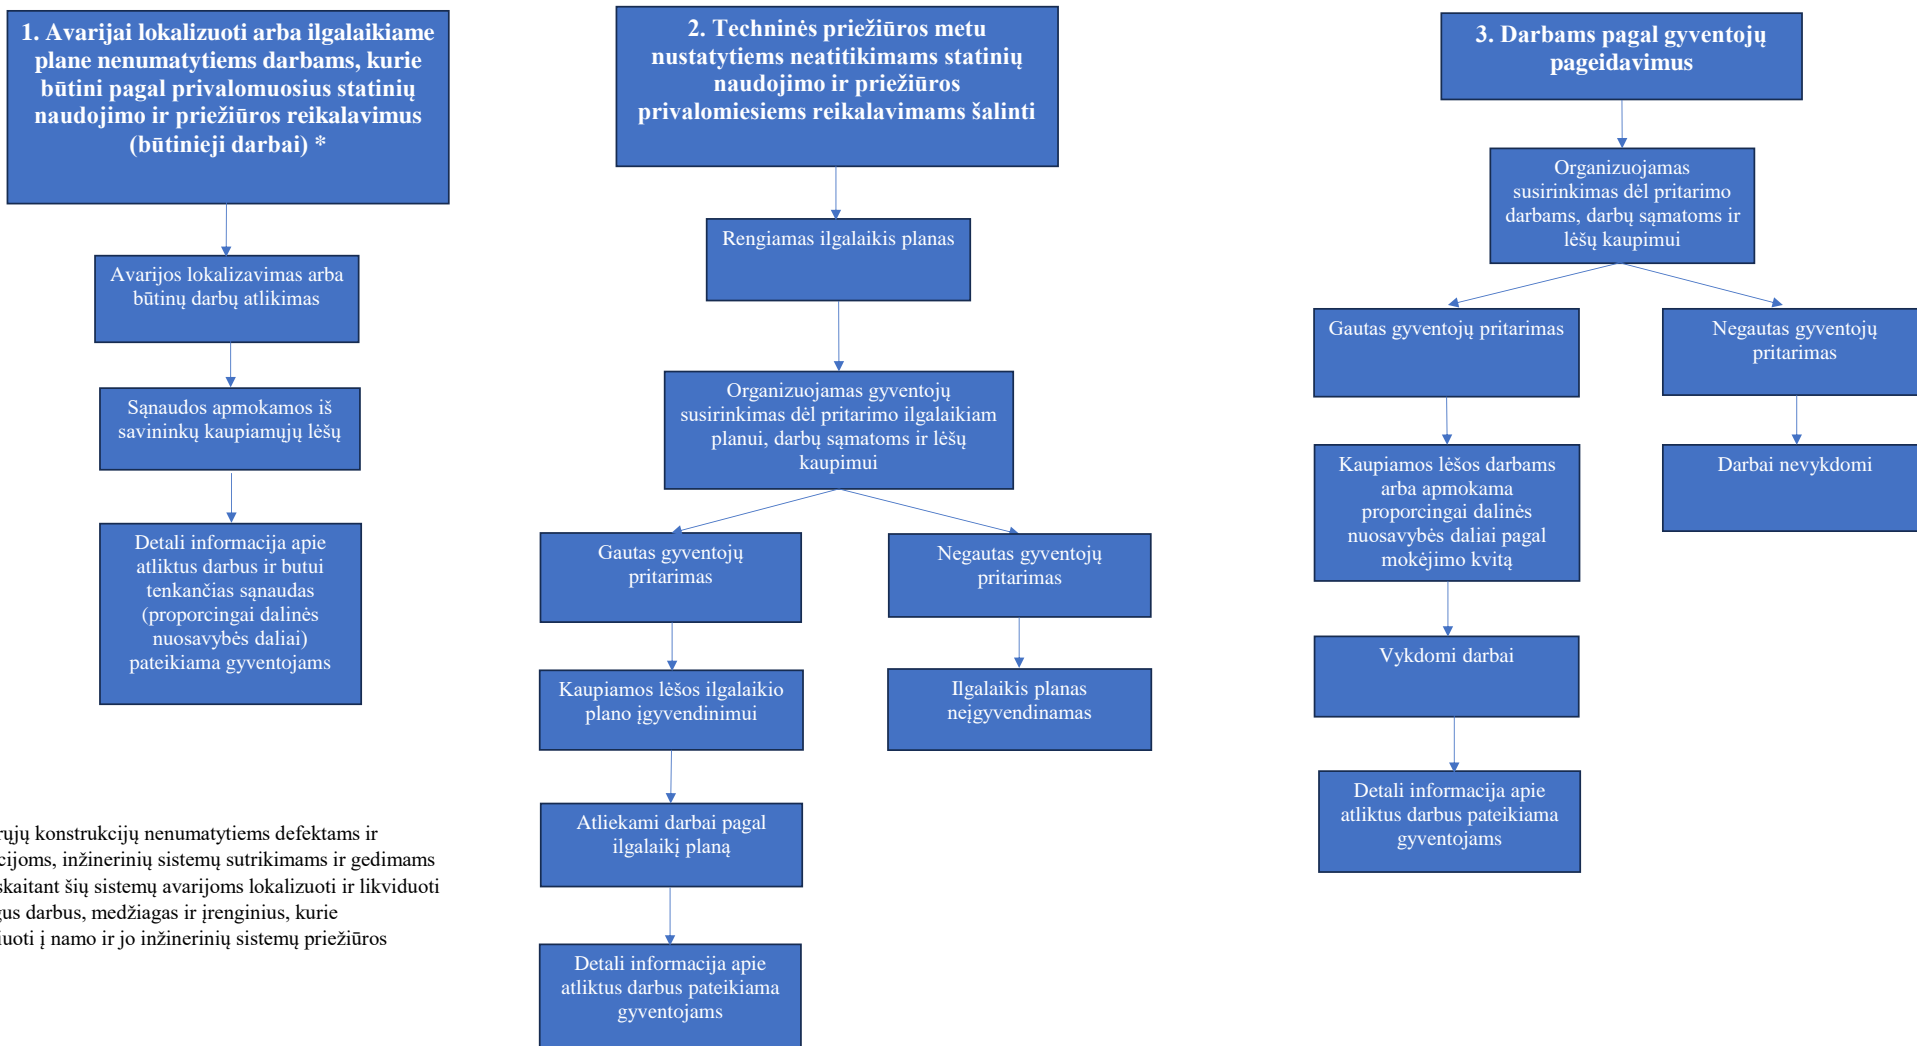 1. Avarijai lokalizuoti arba ilgalaikiame
plane nenumatytiems darbams, kurie
būtini pagal privalomuosius statinių
naudojimo ir priežiūros reikalavimus
(būtinieji darbai) *
Avarijos lokalizavimas arba
būtinų darbų atlikimas
Sąnaudos apmokamos iš
savininkų kaupiamųjų lėšų
Detali informacija apie
atliktus darbus ir butui
tenkančias sąnaudas
(proporcingai dalinės
nuosavybės daliai)
pateikiama gyventojams
rųjų konstrukcijų nenumatytiems defektams ir
cijoms, inžinerinių sistemų sutrikimams ir gedimams
skaitant šių sistemų avarijoms lokalizuoti ir likviduoti
gus darbus, medžiagas ir įrenginius, kurie
iuoti į namo ir jo inžinerinių sistemų priežiūros
2. Techninės priežiūros metu
nustatytiems neatitikimams statinių
naudojimo ir priežiūros
privalomiesiems reikalavimams šalinti
Rengiamas ilgalaikis planas
Organizuojamas gyventojų
susirinkimas dėl pritarimo ilgalaikiam
planui, darbų sąmatoms ir lėšų
kaupimui
Gautas gyventojų
pritarimas
Kaupiamos lėšos ilgalaikio
plano įgyvendinimui
Atliekami darbai pagal
ilgalaikį planą
Detali informacija apie
atliktus darbus pateikiama
gyventojams
Negautas gyventojų
pritarimas
Ilgalaikis planas
neįgyvendinamas
3. Darbams pagal gyventojų
pageidavimus
Organizuojamas
susirinkimas dėl pritarimo
darbams, darbų sąmatoms ir
lėšų kaupimui
Gautas gyventojų pritarimas
Kaupiamos lėšos darbams
arba apmokama
proporcingai dalinės
nuosavybės daliai pagal
mokėjimo kvitą
Vykdomi darbai
Detali informacija apie
atliktus darbus pateikiama
gyventojams
Negautas gyventojų
pritarimas
Darbai nevykdomi